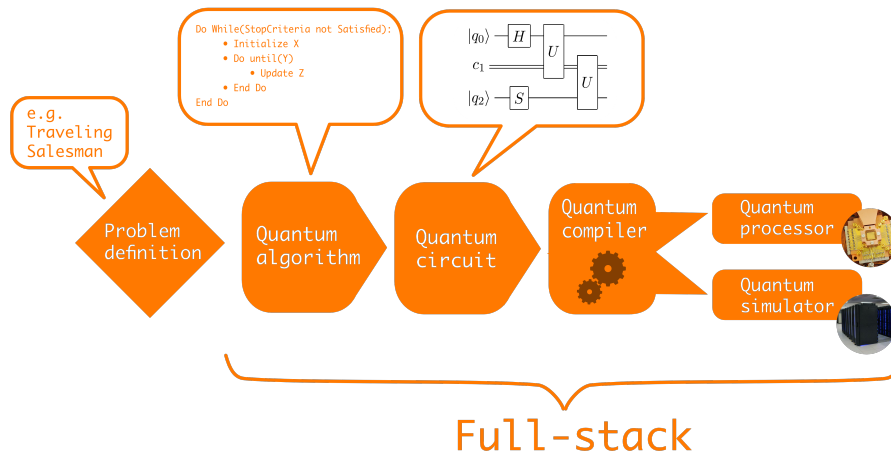 Do While(StopCriteria not Satisfied):
• Initialize X
• Do until(Y)
• Update Z
• End Do
End Do
|q₀⟩ H U
c₁ U
|q₂⟩ S
e.g.
Traveling
Salesman
Problem
definition
Quantum
algorithm
Quantum
circuit
Quantum
compiler
Quantum
processor
Quantum
simulator
Full-stack